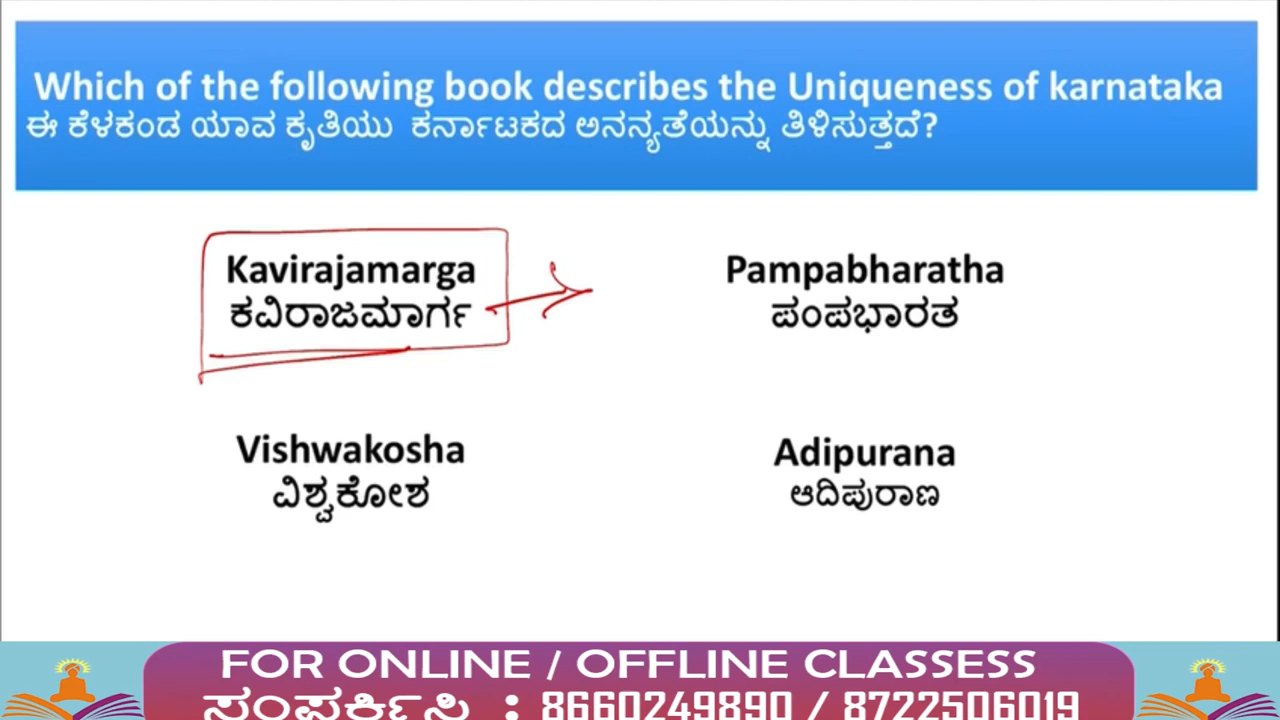 Which of the following book describes the Uniqueness of karnataka
ಈ ಕೆಳಕಂಡ ಯಾವ ಕೃತಿಯು ಕರ್ನಾಟಕದ ಅನನ್ಯತೆಯನ್ನು ತಿಳಿಸುತ್ತದೆ?
Kavirajamarga
ಕವಿರಾಜಮಾರ್ಗ
Pampabharatha
ಪಂಪಭಾರತ
Vishwakosha
ವಿಶ್ವಕೋಶ
Adipurana
ಆದಿಪುರಾಣ
FOR ONLINE / OFFLINE CLASSESS
ಸಂಪರ್ಕಿಸಿ : 8660249890 / 8722506019